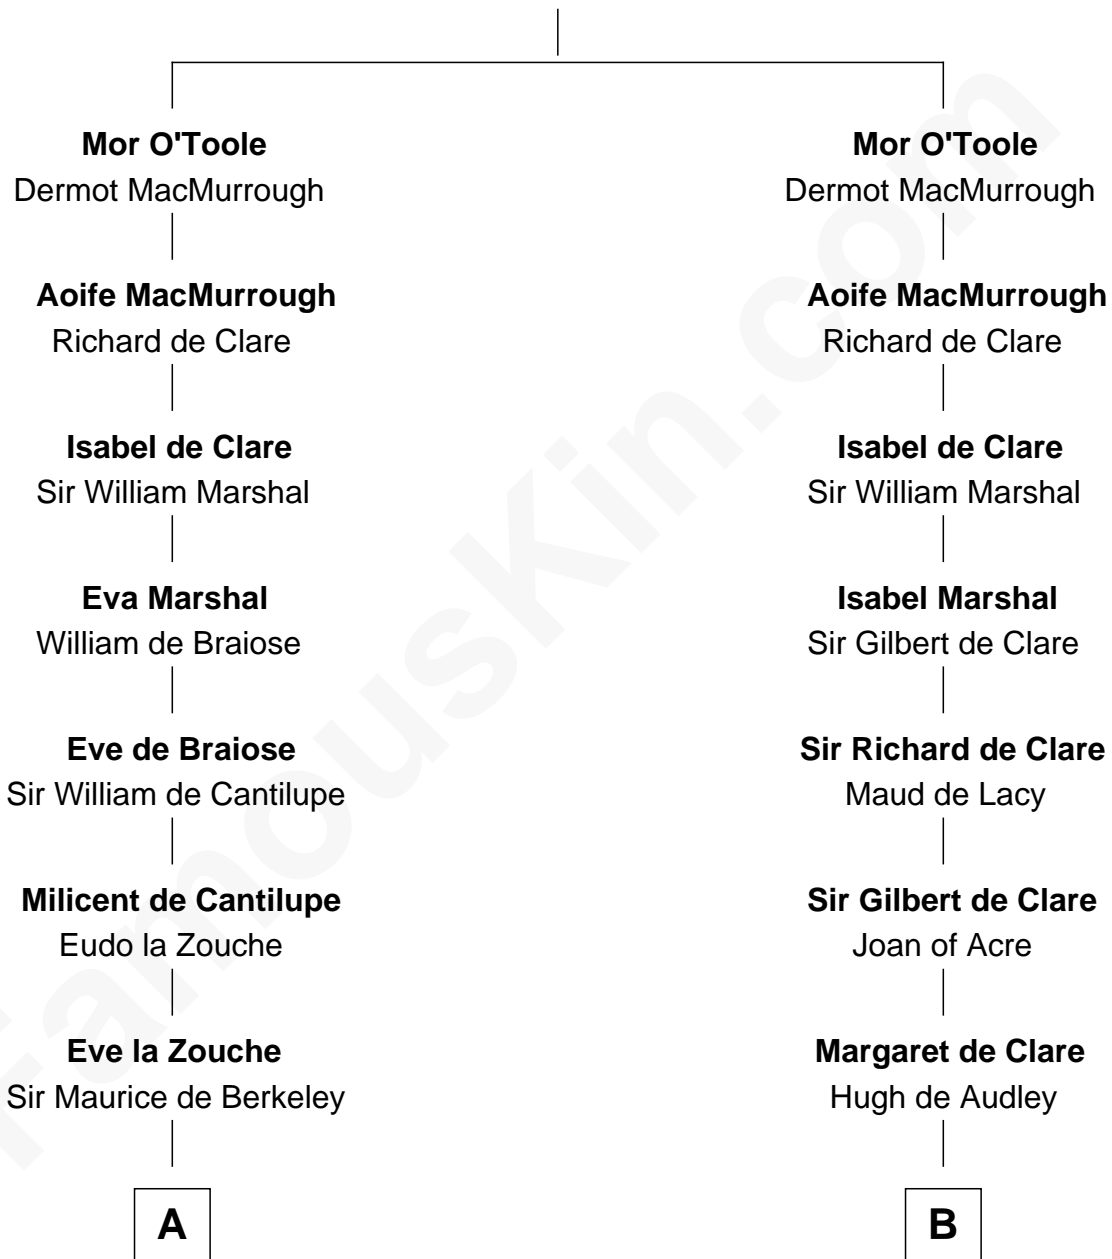 Mor O'Toole
Dermot MacMurrough
Aoife MacMurrough
Richard de Clare
Isabel de Clare
Sir William Marshal
Eva Marshal
William de Braiose
Eve de Braiose
Sir William de Cantilupe
Milicent de Cantilupe
Eudo la Zouche
Eve la Zouche
Sir Maurice de Berkeley
A
Mor O'Toole
Dermot MacMurrough
Aoife MacMurrough
Richard de Clare
Isabel de Clare
Sir William Marshal
Isabel Marshal
Sir Gilbert de Clare
Sir Richard de Clare
Maud de Lacy
Sir Gilbert de Clare
Joan of Acre
Margaret de Clare
Hugh de Audley
B
FamousKin.com